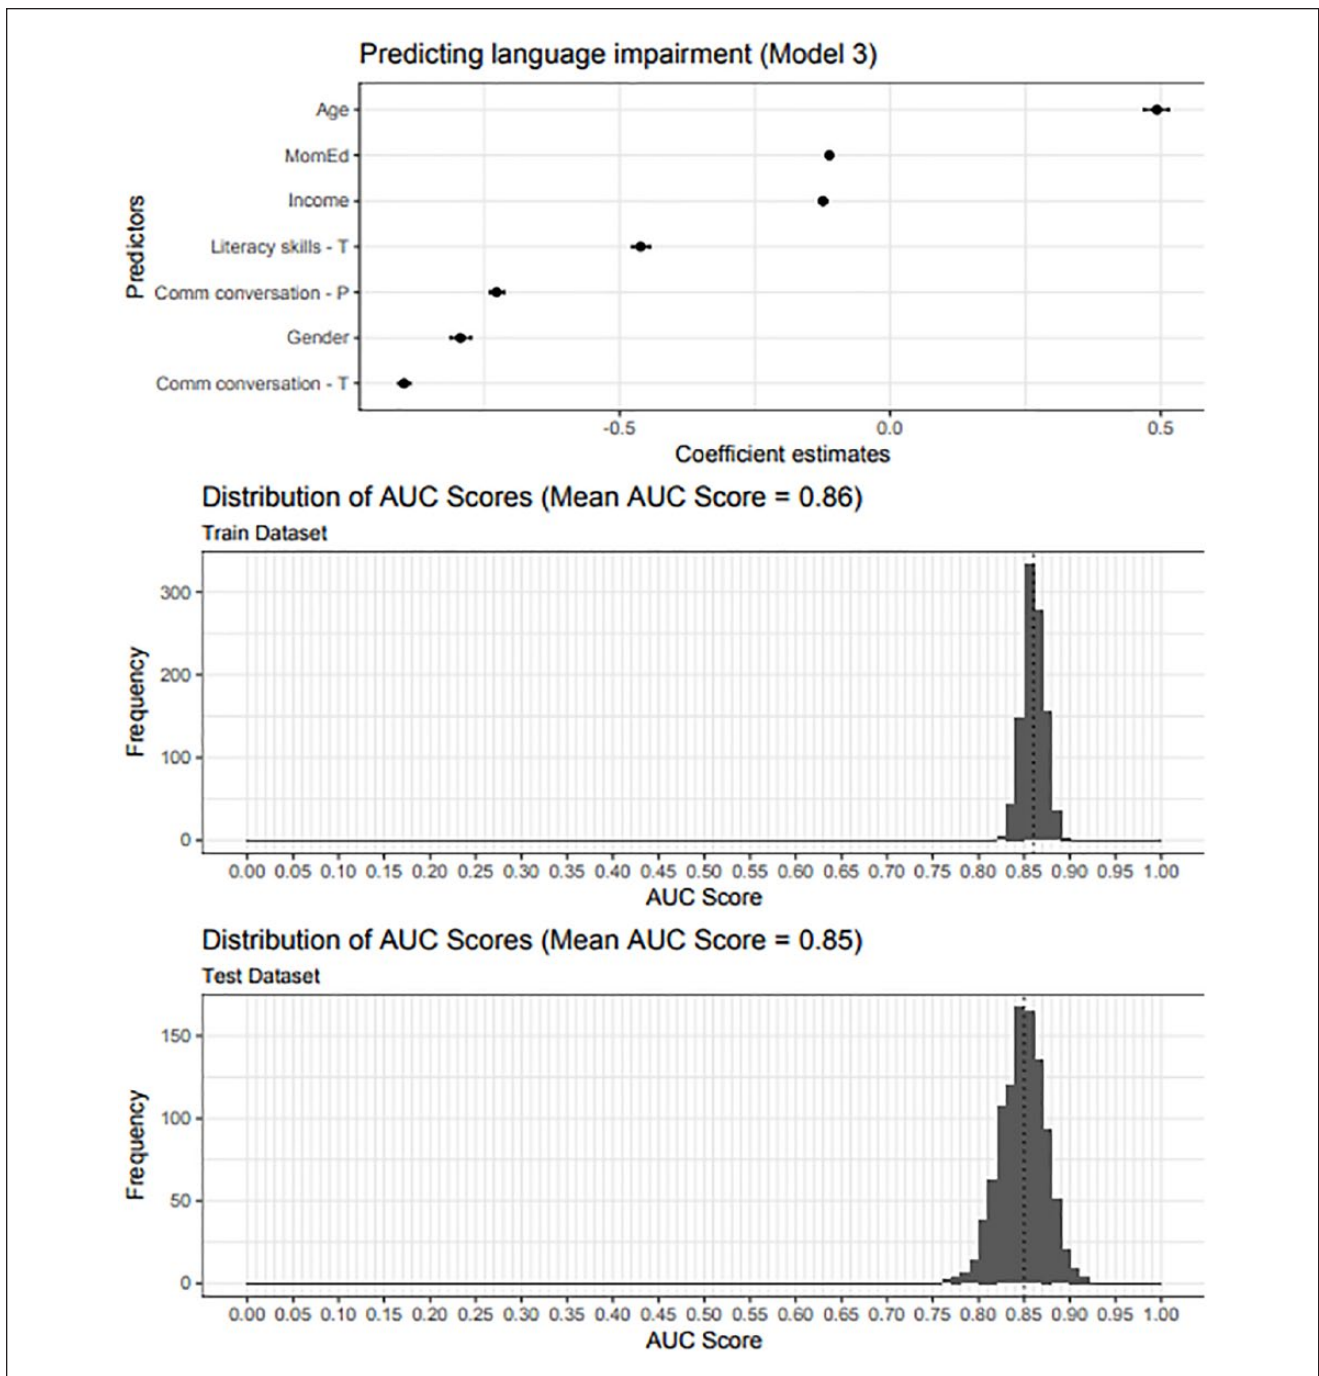 Predicting language impairment (Model 3)
Predictors
Age
MomEd
Income
Literacy skills - T
Comm conversation - P
Gender
Comm conversation - T
-0.5 0.0 0.5
Coefficient estimates
Distribution of AUC Scores (Mean AUC Score = 0.86)
Train Dataset
Frequency
300
200
100
0
0.00 0.05 0.10 0.15 0.20 0.25 0.30 0.35 0.40 0.45 0.50 0.55 0.60 0.65 0.70 0.75 0.80 0.85 0.90 0.95 1.00
AUC Score
Distribution of AUC Scores (Mean AUC Score = 0.85)
Test Dataset
Frequency
150
100
50
0
0.00 0.05 0.10 0.15 0.20 0.25 0.30 0.35 0.40 0.45 0.50 0.55 0.60 0.65 0.70 0.75 0.80 0.85 0.90 0.95 1.00
AUC Score